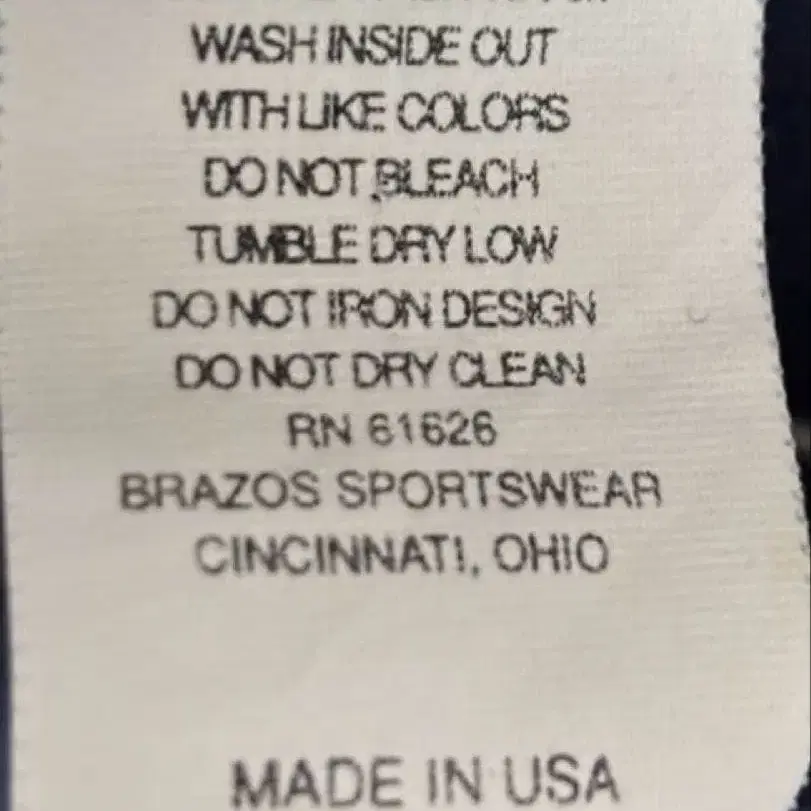 WASH INSIDE OUT
WITH LIKE COLORS
DO NOT BLEACH
TUMBLE DRY LOW
DO NOT IRON DESIGN
DO NOT DRY CLEAN
RN 61626
BRAZOS SPORTSWEAR
CINCINNATI, OHIO
MADE IN USA